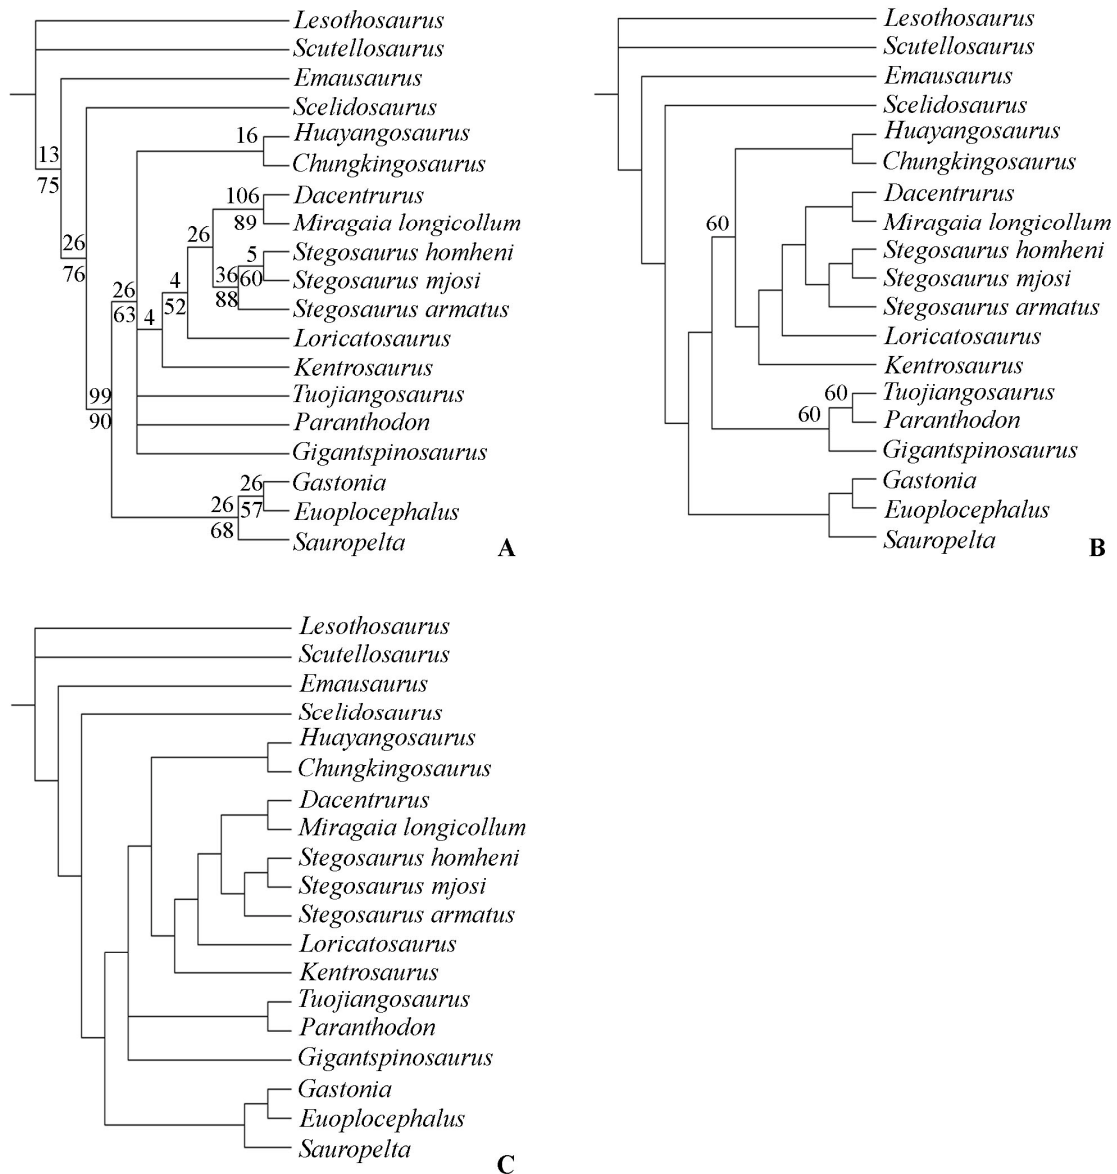 Lesothosaurus
Scutellosaurus
Emausaurus
Scelidosaurus
16 Huayangosaurus
13 Chungkingosaurus
75
106 Dacentrurus
89 Miragaia longicollum
26
26 5 Stegosaurus homheni
76 36 60 Stegosaurus mjosi
4
26 88 Stegosaurus armatus
63 4 52
Loricatosaurus
Kentrosaurus
99 Tuojiangosaurus
90 Paranthodon
Gigantspinosaurus
26 Gastonia
26 57 Euoplocephalus
68 Sauropelta
A
Lesothosaurus
Scutellosaurus
Emausaurus
Scelidosaurus
Huayangosaurus
Chungkingosaurus
Dacentrurus
60 Miragaia longicollum
Stegosaurus homheni
Stegosaurus mjosi
Stegosaurus armatus
Loricatosaurus
Kentrosaurus
60 Tuojiangosaurus
60 Paranthodon
Gigantspinosaurus
Gastonia
Euoplocephalus
Sauropelta
B
Lesothosaurus
Scutellosaurus
Emausaurus
Scelidosaurus
Huayangosaurus
Chungkingosaurus
Dacentrurus
Miragaia longicollum
Stegosaurus homheni
Stegosaurus mjosi
Stegosaurus armatus
Loricatosaurus
Kentrosaurus
Tuojiangosaurus
Paranthodon
Gigantspinosaurus
Gastonia
Euoplocephalus
Sauropelta
C